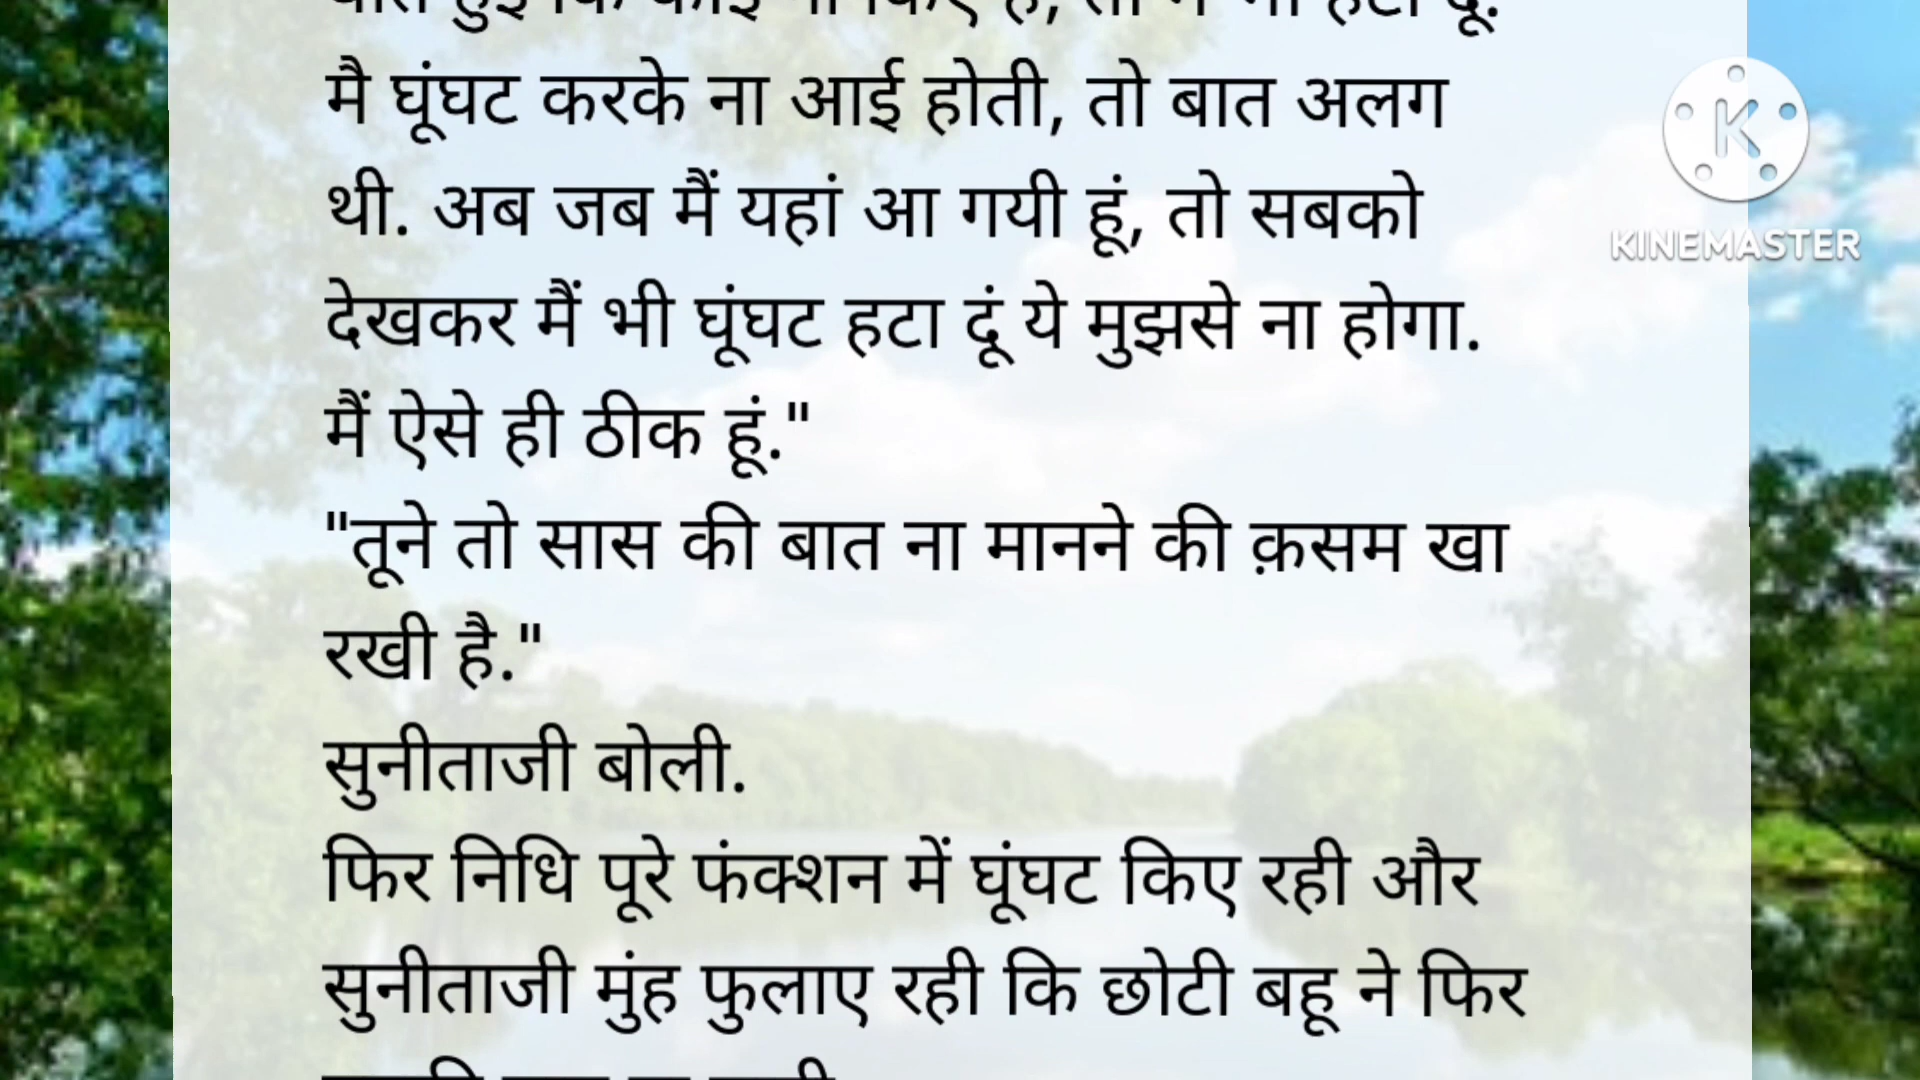 मै घूंघट करके ना आई होती, तो बात अलग
थी. अब जब मैं यहां आ गयी हूं, तो सबको
देखकर मैं भी घूंघट हटा दूं ये मुझसे ना होगा.
मैं ऐसे ही ठीक हूं."
"तूने तो सास की बात ना मानने की क़सम खा
रखी है."
सुनीताजी बोली.
फिर निधि पूरे फंक्शन में घूंघट किए रही और
सुनीताजी मुंह फुलाए रही कि छोटी बहू ने फिर
K
KINEMASTER